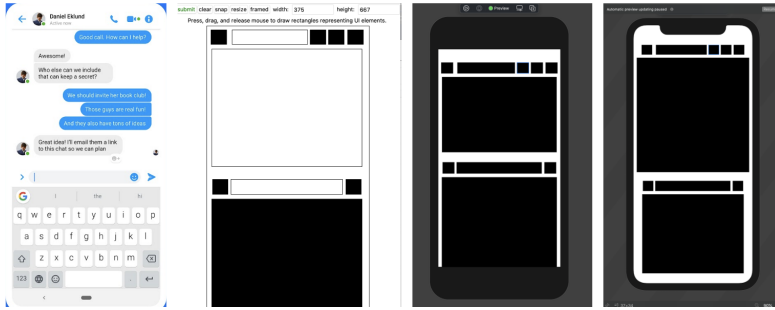 Daniel Eklund
Active now
Good call. How can I help?
Awesome!
Who else can we include
that can keep a secret?
We should invite her book club!
Those guys are real fun!
And they also have tons of ideas
Great idea! I'll email them a link
to this chat so we can plan
G I the hi
q w e r t y u i o p
a s d f g h j k l
z x c v b n m
123 .
submit clear snap resize framed width: 375 height: 667
Press, drag, and release mouse to draw rectangles representing UI elements.
Preview
Automatic preview updating paused
90%